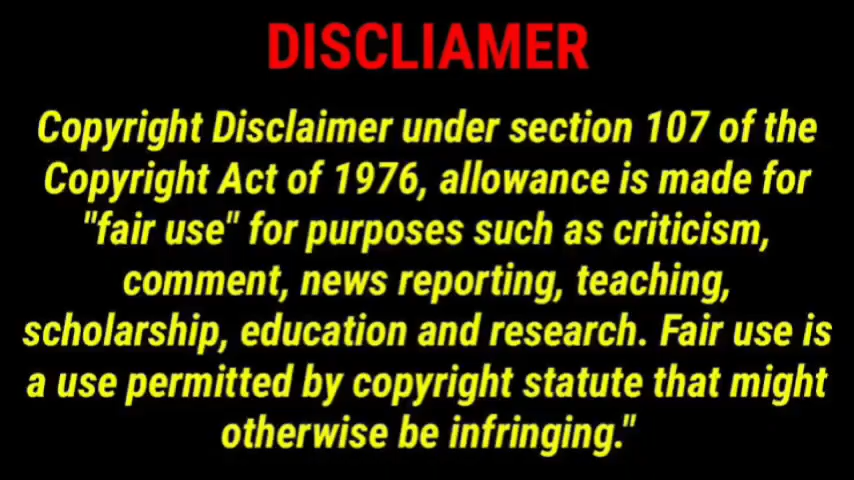 DISCLIAMER
Copyright Disclaimer under section 107 of the
Copyright Act of 1976, allowance is made for
"fair use" for purposes such as criticism,
comment, news reporting, teaching,
scholarship, education and research. Fair use is
a use permitted by copyright statute that might
otherwise be infringing."